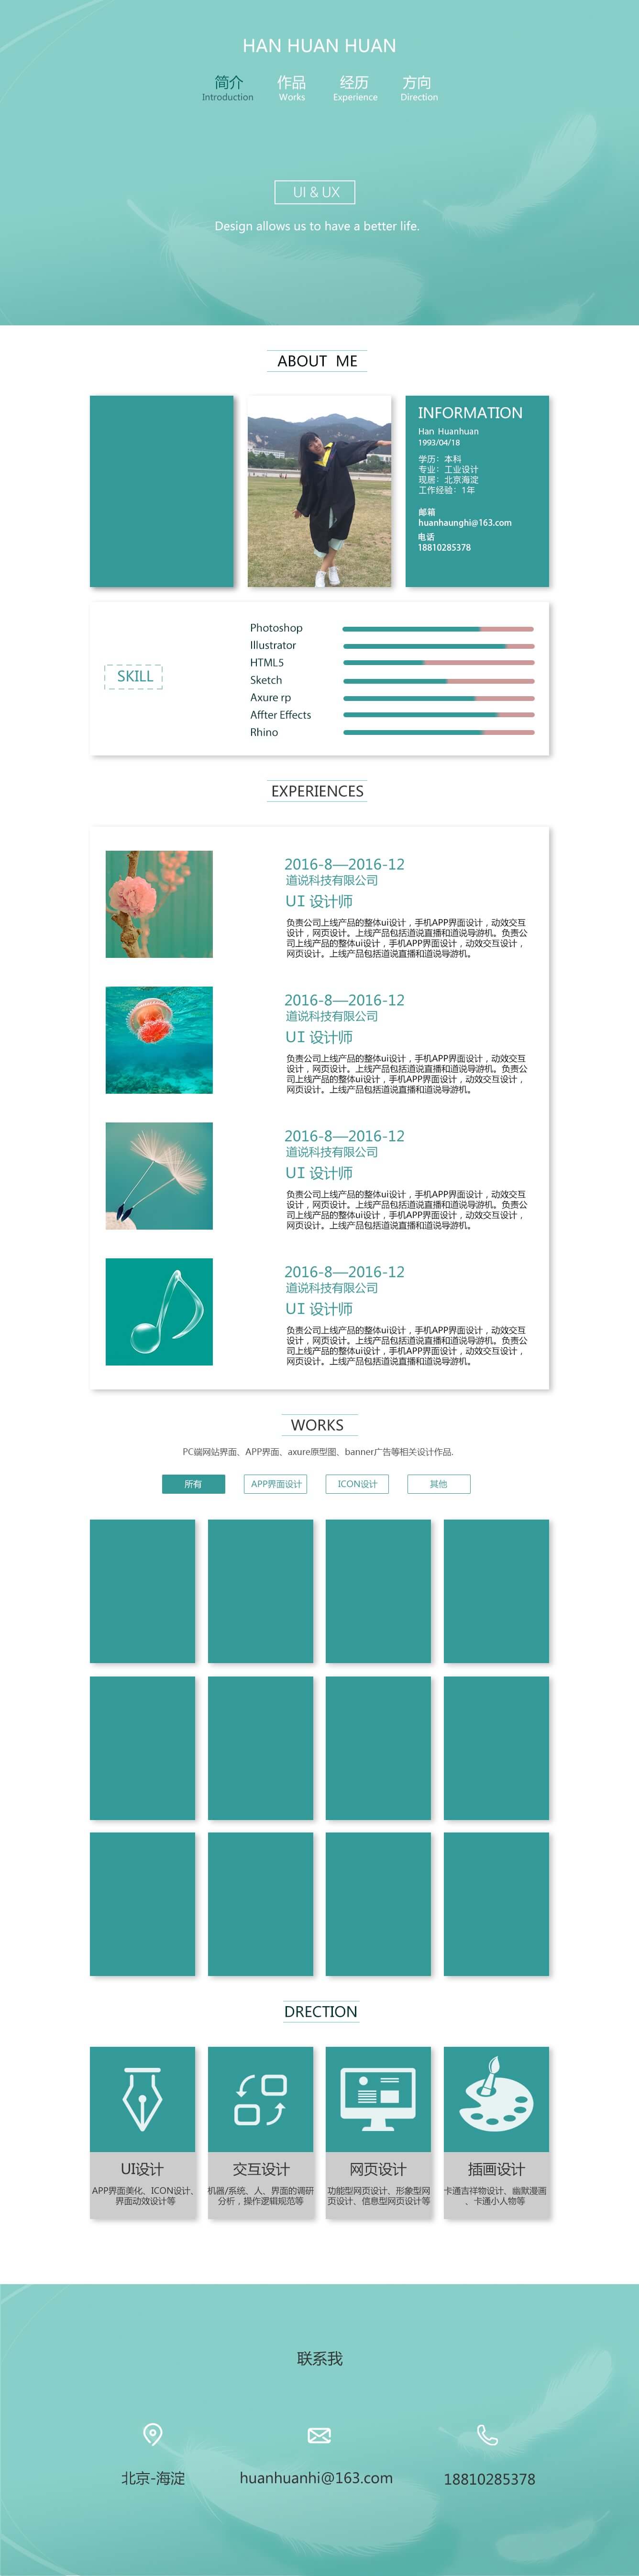 HAN HUAN HUAN
简介 作品 经历 方向
Introduction Works Experience Direction
UI & UX
Design allows us to have a better life.
ABOUT ME
INFORMATION
Han Huanhuan
1993/04/18
学历：本科
专业：工业设计
现居：北京海淀
工作经验：1年
邮箱
huanhaunghi@163.com
电话
18810285378
SKILL
Photoshop
Illustrator
HTML5
Sketch
Axure rp
Affter Effects
Rhino
EXPERIENCES
2016-8—2016-12
道说科技有限公司
UI 设计师
负责公司上线产品的整体ui设计，手机APP界面设计，动效交互
设计，网页设计。上线产品包括道说直播和道说导游机。负责公
司上线产品的整体ui设计，手机APP界面设计，动效交互设计，
网页设计。上线产品包括道说直播和道说导游机。
2016-8—2016-12
道说科技有限公司
UI 设计师
负责公司上线产品的整体ui设计，手机APP界面设计，动效交互
设计，网页设计。上线产品包括道说直播和道说导游机。负责公
司上线产品的整体ui设计，手机APP界面设计，动效交互设计，
网页设计。上线产品包括道说直播和道说导游机。
2016-8—2016-12
道说科技有限公司
UI 设计师
负责公司上线产品的整体ui设计，手机APP界面设计，动效交互
设计，网页设计。上线产品包括道说直播和道说导游机。负责公
司上线产品的整体ui设计，手机APP界面设计，动效交互设计，
网页设计。上线产品包括道说直播和道说导游机。
2016-8—2016-12
道说科技有限公司
UI 设计师
负责公司上线产品的整体ui设计，手机APP界面设计，动效交互
设计，网页设计。上线产品包括道说直播和道说导游机。负责公
司上线产品的整体ui设计，手机APP界面设计，动效交互设计，
网页设计。上线产品包括道说直播和道说导游机。
WORKS
PC端网站界面、APP界面、axure原型图、banner广告等相关设计作品.
所有 APP界面设计 ICON设计 其他
DRECTION
UI设计
APP界面美化、ICON设计、
界面动效设计等
交互设计
机器/系统、人、界面的调研
分析，操作逻辑规范等
网页设计
功能型网页设计、形象型网
页设计、信息型网页设计等
插画设计
卡通吉祥物设计、幽默漫画
、卡通小人物等
联系我
北京-海淀
huanhuanhi@163.com
18810285378